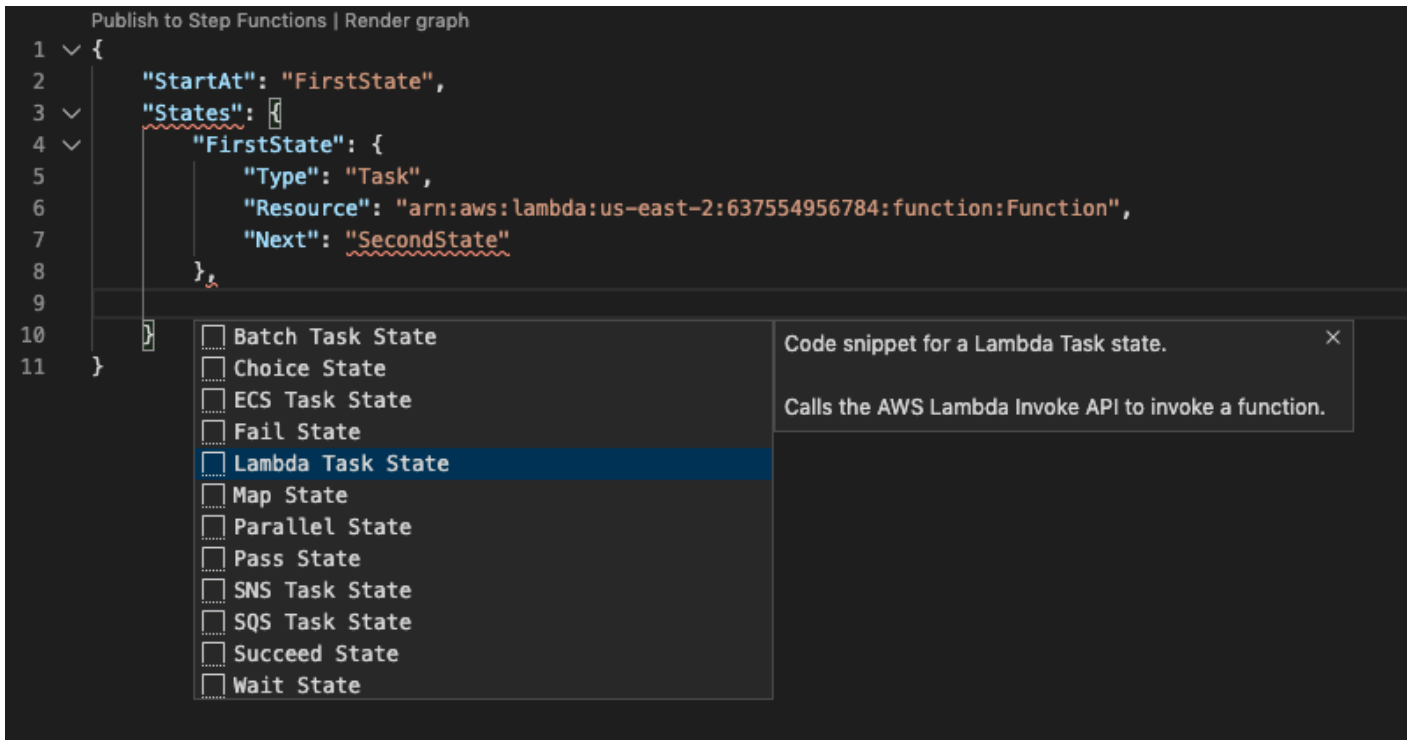 Publish to Step Functions | Render graph
1 {
2 "StartAt": "FirstState",
3 "States": {
4 "FirstState": {
5 "Type": "Task",
6 "Resource": "arn:aws:lambda:us-east-2:637554956784:function:Function",
7 "Next": "SecondState"
8 },
9
10 }
11 }
Batch Task State
Choice State
ECS Task State
Fail State
Lambda Task State
Map State
Parallel State
Pass State
SNS Task State
SQS Task State
Succeed State
Wait State
Code snippet for a Lambda Task state.
Calls the AWS Lambda Invoke API to invoke a function.